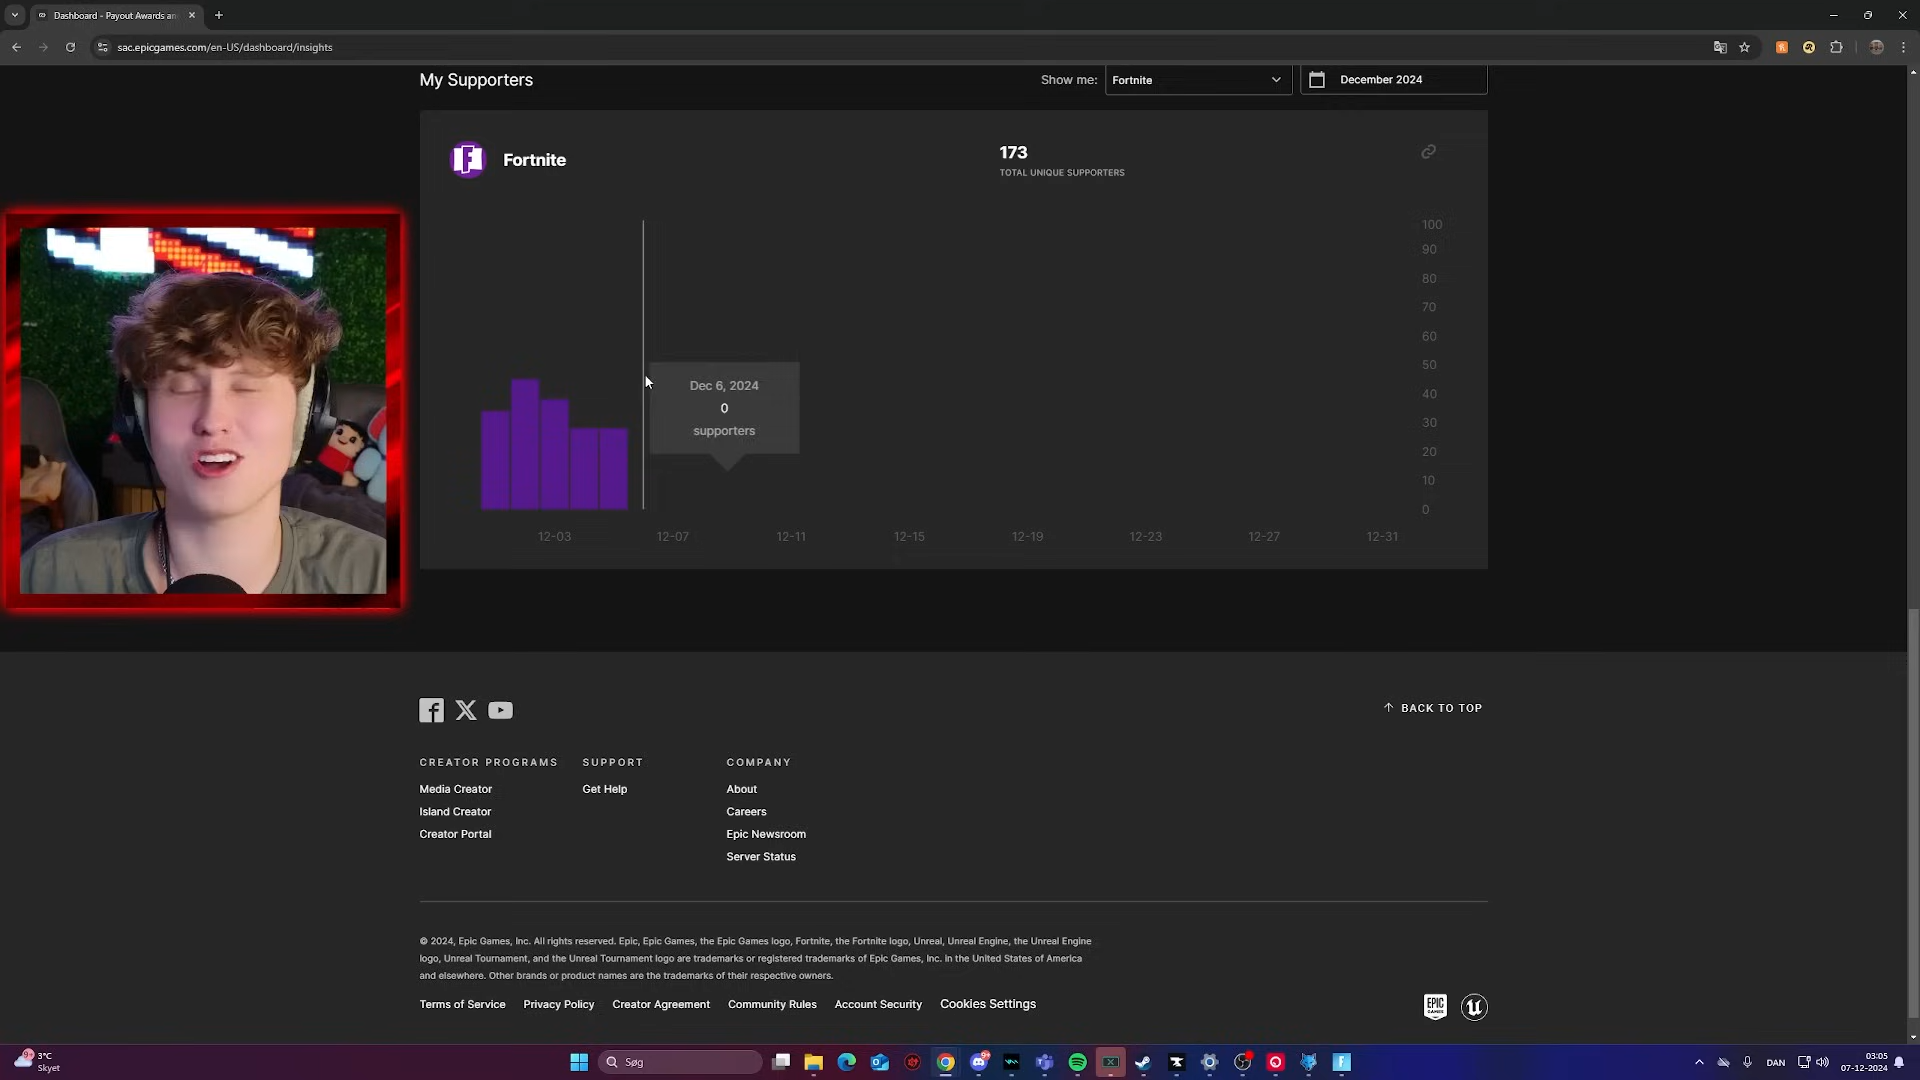 Dashboard - Payout Awards an
sac.epicgames.com/en-US/dashboard/insights
My Supporters
Show me:
Fortnite
December 2024
Fortnite
173
TOTAL UNIQUE SUPPORTERS
100
90
80
70
60
50
40
30
20
10
0
Dec 6, 2024
0
supporters
12-03
12-07
12-11
12-15
12-19
12-23
12-27
12-31
BACK TO TOP
CREATOR PROGRAMS
Media Creator
Island Creator
Creator Portal
SUPPORT
Get Help
COMPANY
About
Careers
Epic Newsroom
Server Status
© 2024, Epic Games, Inc. All rights reserved. Epic, Epic Games, the Epic Games logo, Fortnite, the Fortnite logo, Unreal, Unreal Engine, the Unreal Engine
logo, Unreal Tournament, and the Unreal Tournament logo are trademarks or registered trademarks of Epic Games, Inc. in the United States of America
and elsewhere. Other brands or product names are the trademarks of their respective owners.
Terms of Service
Privacy Policy
Creator Agreement
Community Rules
Account Security
Cookies Settings
EPIC
GAMES
3°C
Skyet
Søg
DAN
03:05
07-12-2024